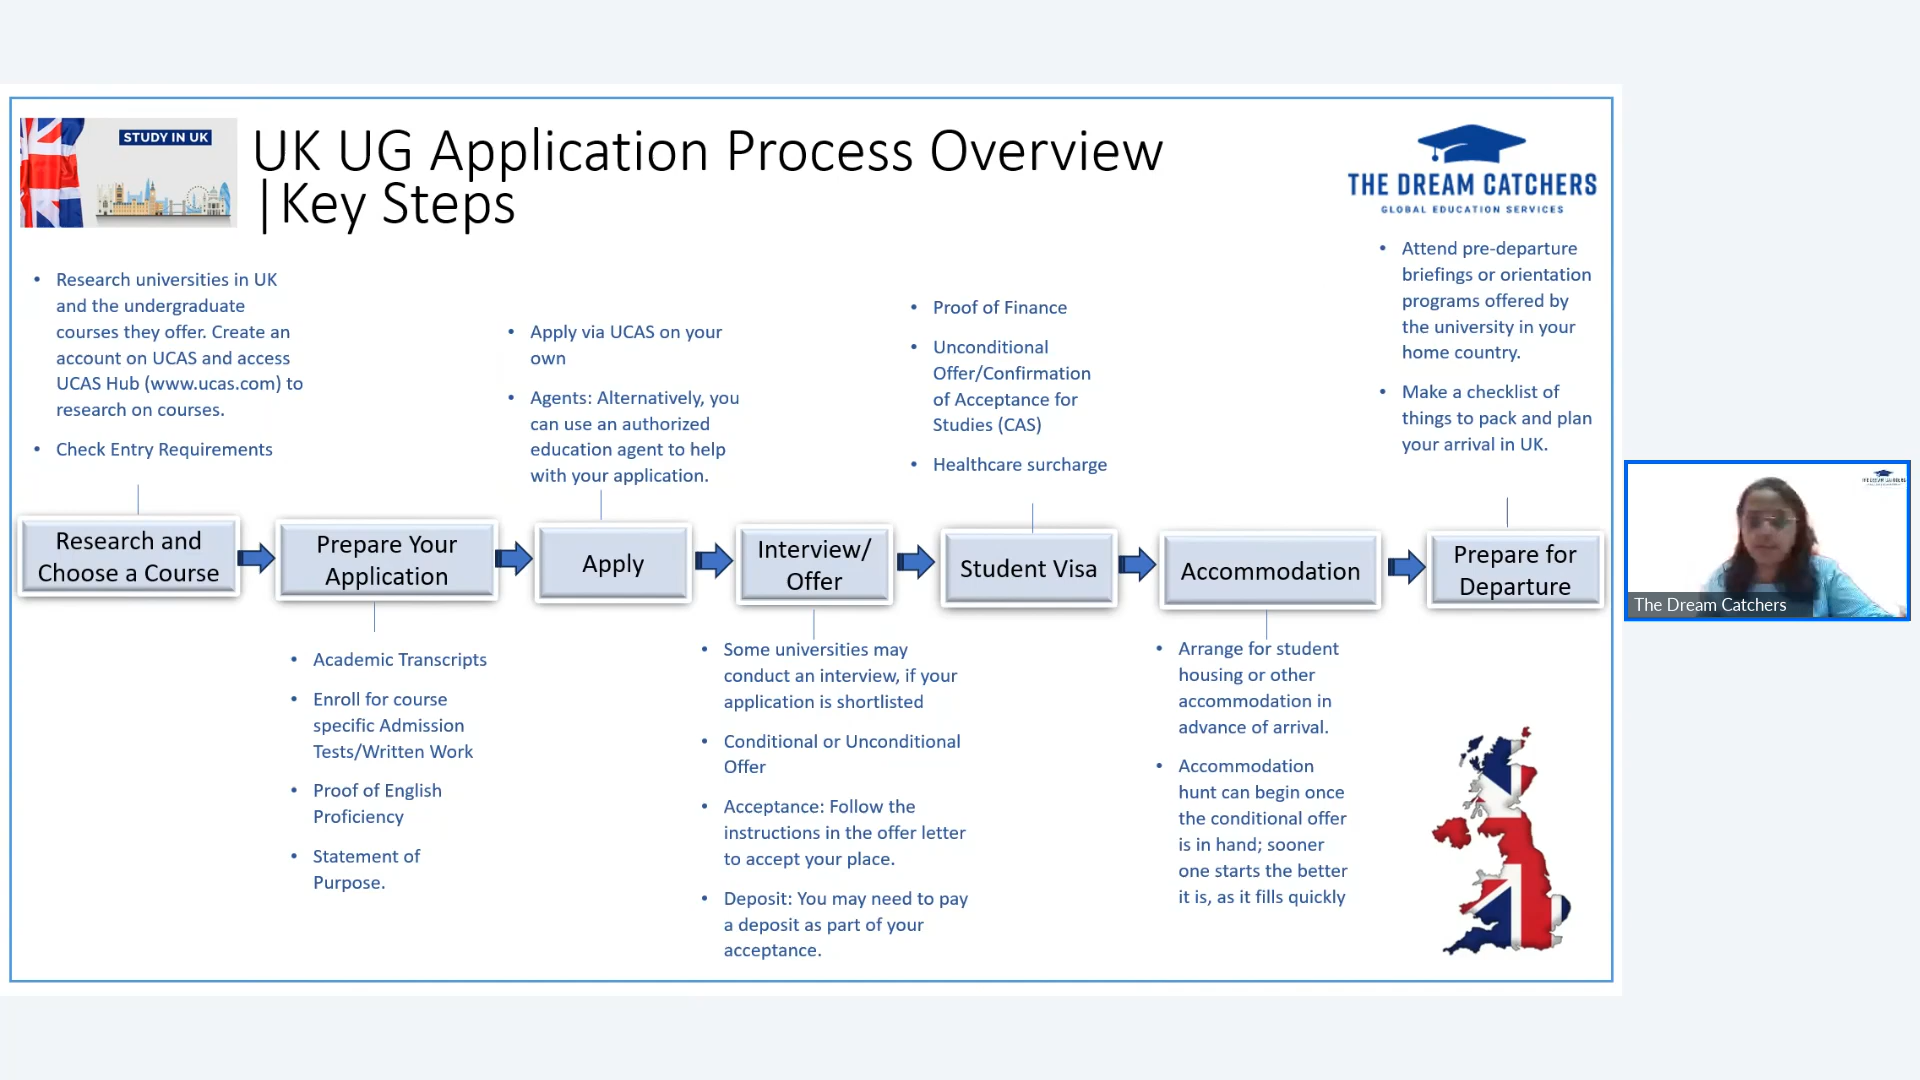 STUDY IN UK
UK UG Application Process Overview
|Key Steps
THE DREAM CATCHERS
GLOBAL EDUCATION SERVICES
• Research universities in UK
and the undergraduate
courses they offer. Create an
account on UCAS and access
UCAS Hub (www.ucas.com) to
research on courses.
• Check Entry Requirements
• Apply via UCAS on your
own
• Agents: Alternatively, you
can use an authorized
education agent to help
with your application.
• Proof of Finance
• Unconditional
Offer/Confirmation
of Acceptance for
Studies (CAS)
• Healthcare surcharge
• Attend pre-departure
briefings or orientation
programs offered by
the university in your
home country.
• Make a checklist of
things to pack and plan
your arrival in UK.
Research and
Choose a Course
Prepare Your
Application
Apply
Interview/
Offer
Student Visa
Accommodation
Prepare for
Departure
• Academic Transcripts
• Enroll for course
specific Admission
Tests/Written Work
• Proof of English
Proficiency
• Statement of
Purpose.
• Some universities may
conduct an interview, if your
application is shortlisted
• Conditional or Unconditional
Offer
• Acceptance: Follow the
instructions in the offer letter
to accept your place.
• Deposit: You may need to pay
a deposit as part of your
acceptance.
• Arrange for student
housing or other
accommodation in
advance of arrival.
• Accommodation
hunt can begin once
the conditional offer
is in hand; sooner
one starts the better
it is, as it fills quickly
THE DREAM CATCHERS
The Dream Catchers